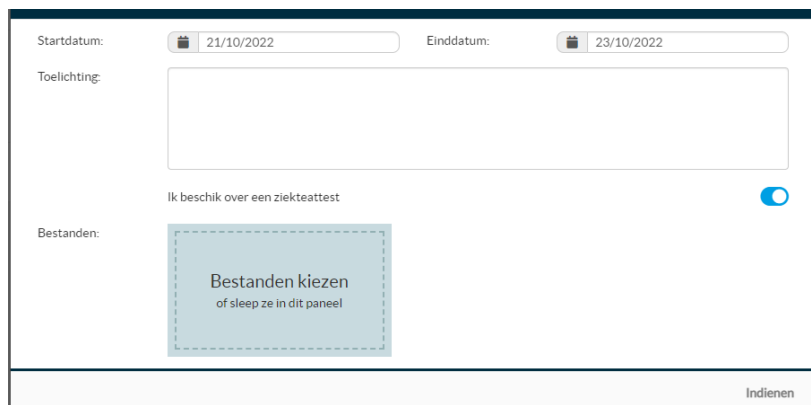 Startdatum: 21/10/2022 Einddatum: 23/10/2022
Toelichting:
Ik beschik over een ziekteattest
Bestanden:
Bestanden kiezen
of sleep ze in dit paneel
Indienen